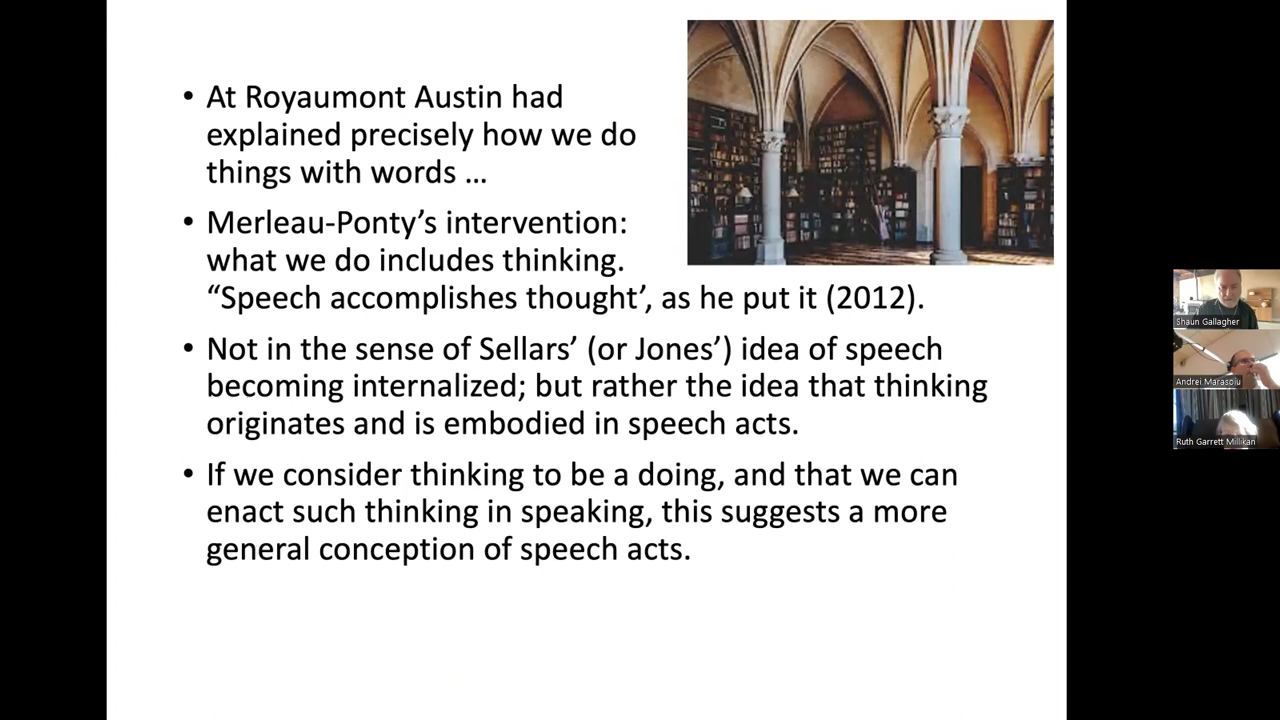 • At Royaumont Austin had
explained precisely how we do
things with words ...
• Merleau-Ponty’s intervention:
what we do includes thinking.
“Speech accomplishes thought’, as he put it (2012).
• Not in the sense of Sellars’ (or Jones’) idea of speech
becoming internalized; but rather the idea that thinking
originates and is embodied in speech acts.
• If we consider thinking to be a doing, and that we can
enact such thinking in speaking, this suggests a more
general conception of speech acts.
Shaun Gallagher
Andrei Marasoiu
Ruth Garrett Millikan